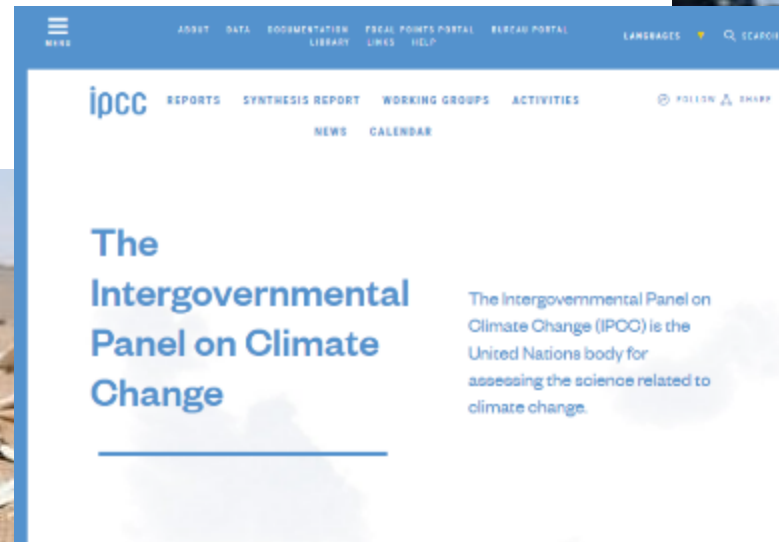 ABOUT DATA DOCUMENTATION FOCAL POINTS PORTAL BUREAU PORTAL
LIBRARY LINKS HELP
MENU
LANGUAGES
SEARCH
ipcc
REPORTS SYNTHESIS REPORT WORKING GROUPS ACTIVITIES
FOLLOW SHARE
NEWS CALENDAR
The
Intergovernmental
Panel on Climate
Change
The Intergovernmental Panel on
Climate Change (IPCC) is the
United Nations body for
assessing the science related to
climate change.